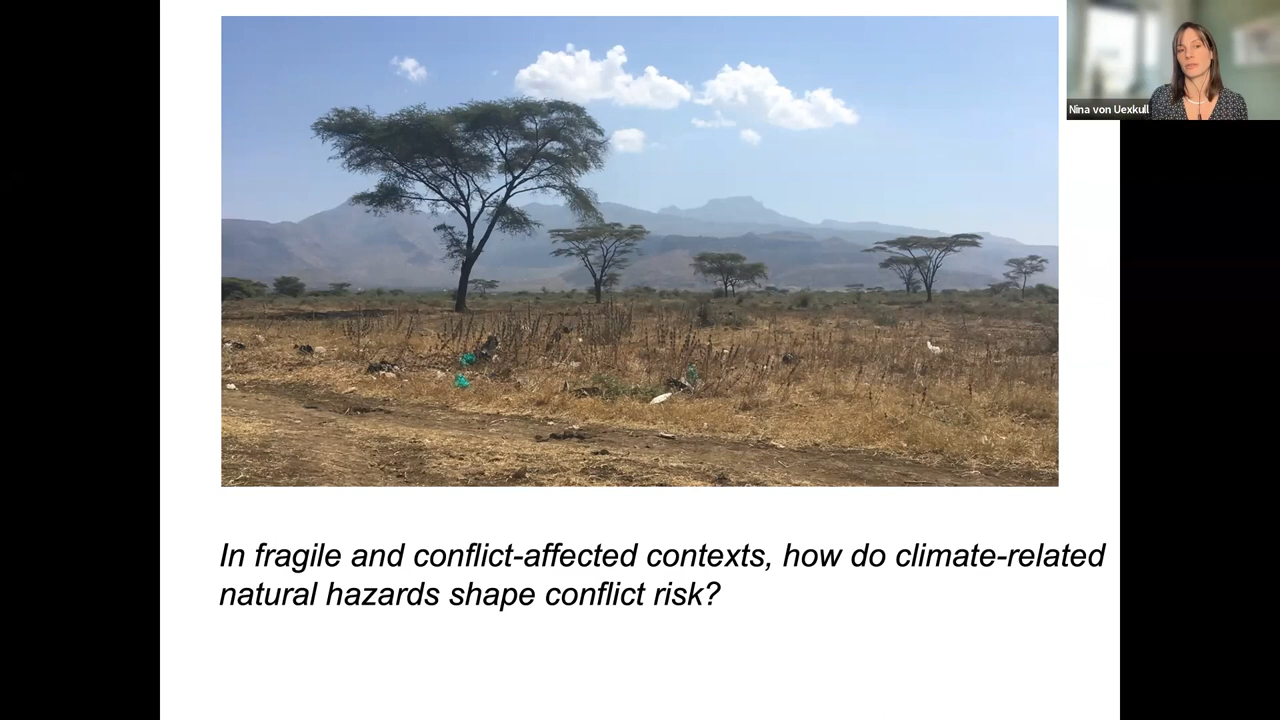 Nina von Uexkull
In fragile and conflict-affected contexts, how do climate-related
natural hazards shape conflict risk?